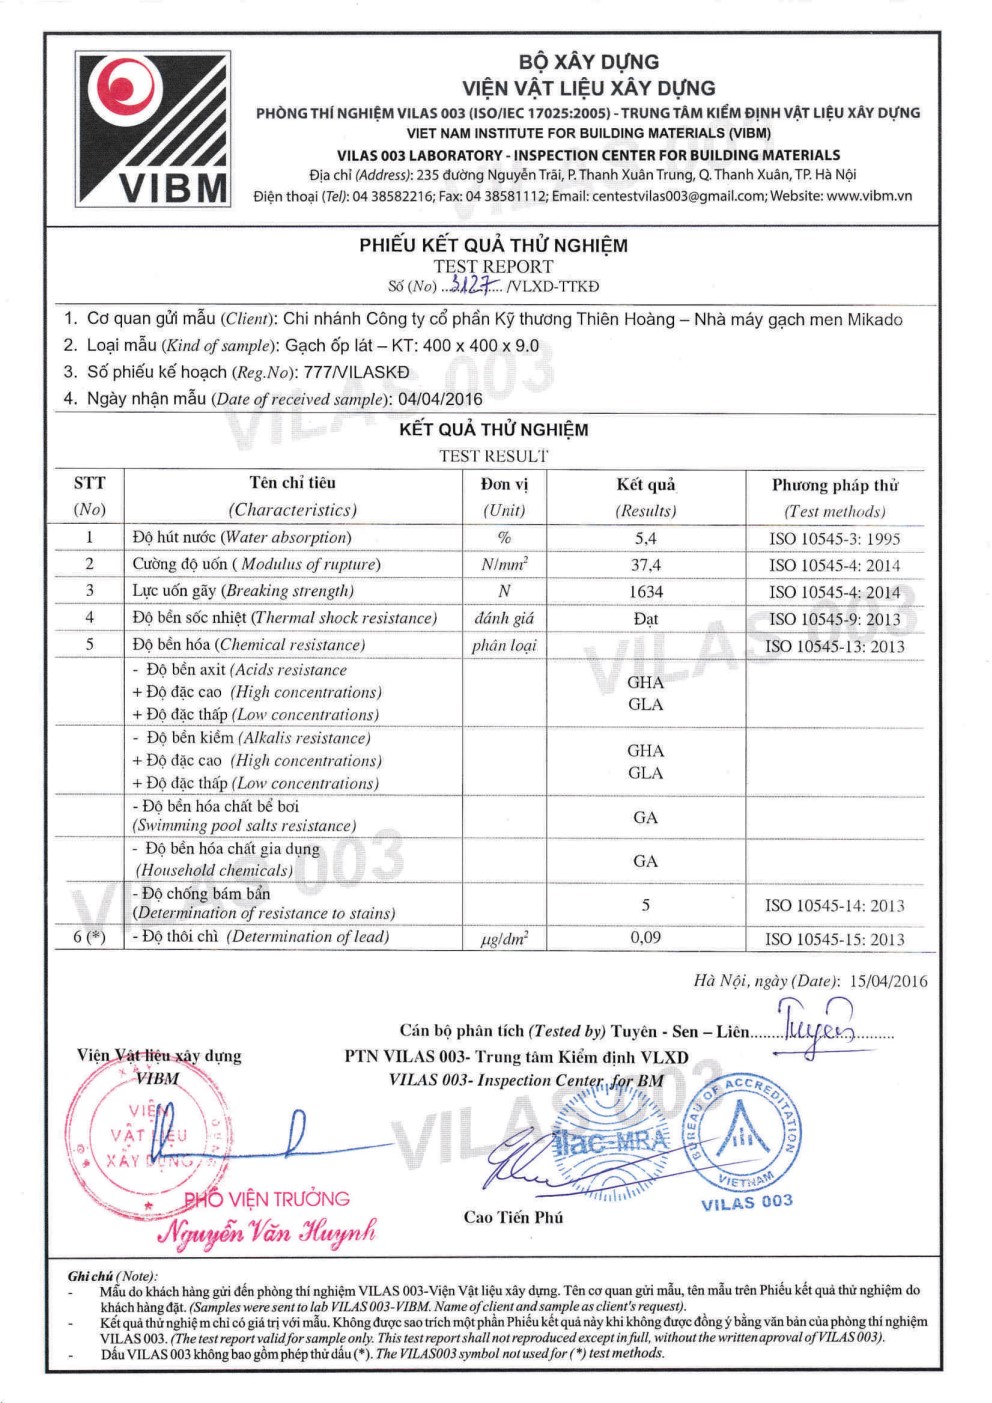 VIBM
BỘ XÂY DỰNG
VIỆN VẬT LIỆU XÂY DỰNG
PHÒNG THÍ NGHIỆM VILAS 003 (ISO/IEC 17025:2005) - TRUNG TÂM KIỂM ĐỊNH VẬT LIỆU XÂY DỰNG
VIET NAM INSTITUTE FOR BUILDING MATERIALS (VIBM)
VILAS 003 LABORATORY - INSPECTION CENTER FOR BUILDING MATERIALS
Địa chỉ (Address): 235 đường Nguyễn Trãi, P. Thanh Xuân Trung, Q. Thanh Xuân, TP. Hà Nội
Điện thoại (Tel): 04 38582216; Fax: 04 38581112; Email: centestvilas003@gmail.com; Website: www.vibm.vn
PHIẾU KẾT QUẢ THỬ NGHIỆM
TEST REPORT
Số (No) ...3127.... /VLXD-TTKĐ
1. Cơ quan gửi mẫu (Client): Chi nhánh Công ty cổ phần Kỹ thương Thiên Hoàng – Nhà máy gạch men Mikado
2. Loại mẫu (Kind of sample): Gạch ốp lát – KT: 400 x 400 x 9.0
3. Số phiếu kế hoạch (Reg.No): 777/VILASKĐ
4. Ngày nhận mẫu (Date of received sample): 04/04/2016
VILAS 003
KẾT QUẢ THỬ NGHIỆM
TEST RESULT
STT Tên chỉ tiêu Đơn vị Kết quả Phương pháp thử
(No) (Characteristics) (Unit) (Results) (Test methods)
1 Độ hút nước (Water absorption) % 5,4 ISO 10545-3: 1995
2 Cường độ uốn ( Modulus of rupture) N/mm² 37,4 ISO 10545-4: 2014
3 Lực uốn gãy (Breaking strength) N 1634 ISO 10545-4: 2014
4 Độ bền sốc nhiệt (Thermal shock resistance) đánh giá Đạt ISO 10545-9: 2013
5 Độ bền hóa (Chemical resistance) phân loại ISO 10545-13: 2013
VILAS 003
- Độ bền axit (Acids resistance
+ Độ đặc cao (High concentrations) GHA
+ Độ đặc thấp (Low concentrations) GLA
- Độ bền kiềm (Alkalis resistance)
+ Độ đặc cao (High concentrations) GHA
+ Độ đặc thấp (Low concentrations) GLA
- Độ bền hóa chất bể bơi
(Swimming pool salts resistance) GA
- Độ bền hóa chất gia dụng
(Household chemicals) GA
VILAS 003
- Độ chống bám bẩn
(Determination of resistance to stains) 5 ISO 10545-14: 2013
6 (*) - Độ thôi chì (Determination of lead) µg/dm² 0,09 ISO 10545-15: 2013
Hà Nội, ngày (Date): 15/04/2016
Cán bộ phân tích (Tested by) Tuyên - Sen – Liên...... Tuyên ..........
Viện Vật liệu xây dựng PTN VILAS 003- Trung tâm Kiểm định VLXD
VIBM VILAS 003- Inspection Center for BM
VILAS 003
VIỆN
VẬT LIỆU
XÂY DỰNG
ilac-MRA
BUREAU OF ACCREDITATION
VIETNAM
VILAS 003
PHÓ VIỆN TRƯỞNG
Nguyễn Văn Huynh
Cao Tiến Phú
Ghi chú (Note):
- Mẫu do khách hàng gửi đến phòng thí nghiệm VILAS 003-Viện Vật liệu xây dựng. Tên cơ quan gửi mẫu, tên mẫu trên Phiếu kết quả thử nghiệm do
khách hàng đặt. (Samples were sent to lab VILAS 003- VIBM. Name of client and sample as client's request).
- Kết quả thử nghiệm chỉ có giá trị với mẫu. Không được sao trích một phần Phiếu kết quả này khi không được đồng ý bằng văn bản của phòng thí nghiệm
VILAS 003. (The test report valid for sample only. This test report shall not reproduced except in full, without the written aproval of VILAS 003).
- Dấu VILAS 003 không bao gồm phép thử dấu (*). The VILAS003 symbol not used for (*) test methods.